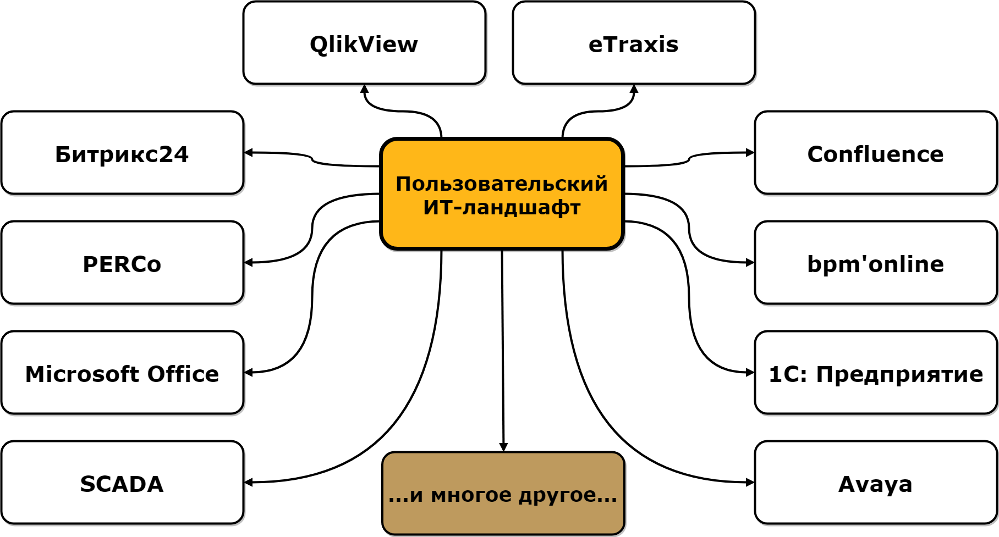 QlikView
eTraxis
Битрикс24
Confluence
Пользовательский
ИТ-ландшафт
PERCo
bpm'online
Microsoft Office
1С: Предприятие
SCADA
...и многое другое...
Avaya